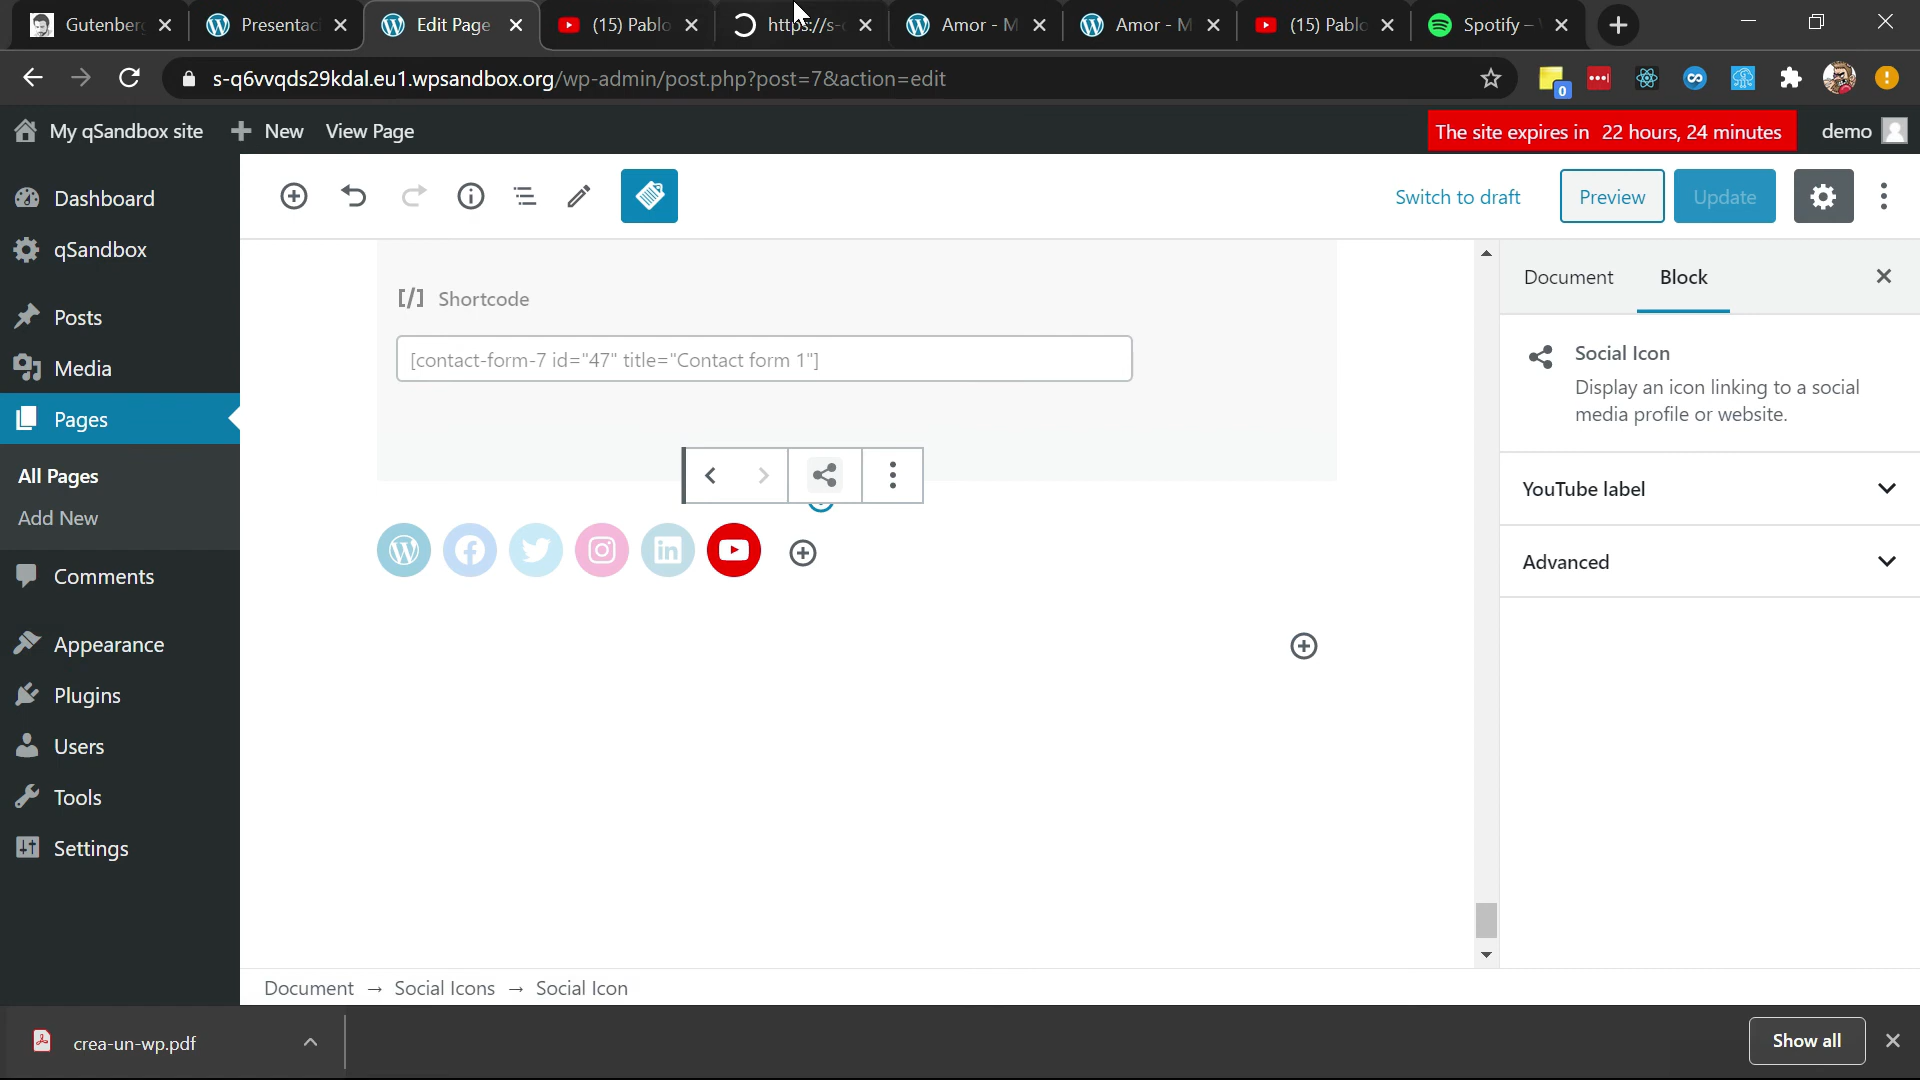 Gutenber
Presentac
Edit Page
(15) Pablo
https://s-
Amor - M
Amor - M
(15) Pablo
Spotify –
s-q6vvqds29kdal.eu1.wpsandbox.org/wp-admin/post.php?post=7&action=edit
0
My qSandbox site
New
View Page
The site expires in 22 hours, 24 minutes
demo
Dashboard
qSandbox
Posts
Media
Pages
All Pages
Add New
Comments
Appearance
Plugins
Users
Tools
Settings
Switch to draft
Preview
Update
[/] Shortcode
[contact-form-7 id="47" title="Contact form 1"]
in
Document
Block
Social Icon
Display an icon linking to a social
media profile or website.
YouTube label
Advanced
Document → Social Icons → Social Icon
crea-un-wp.pdf
Show all